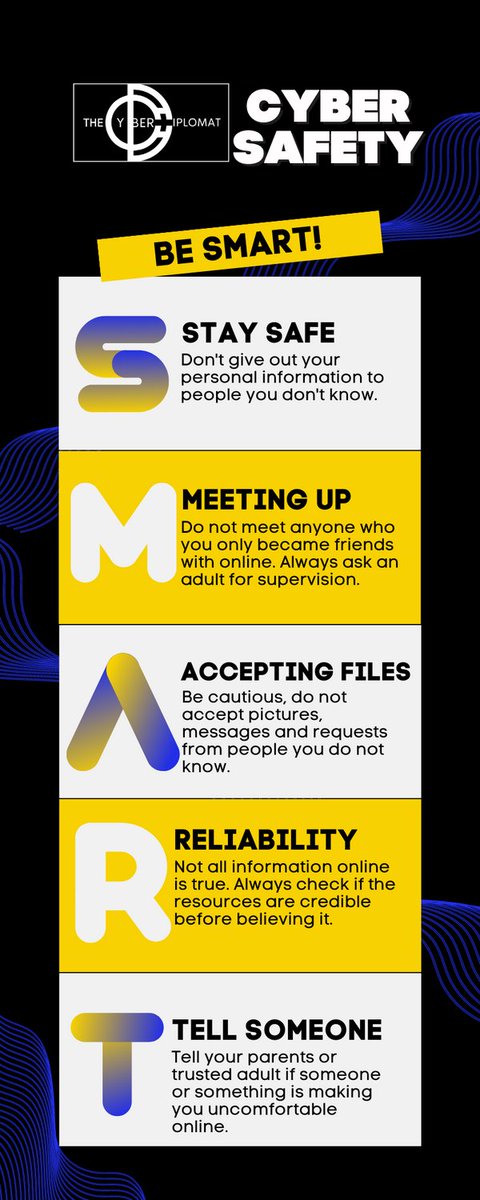 THE CYBER DIPLOMAT
CYBER
SAFETY
BE SMART!
S
STAY SAFE
Don't give out your
personal information to
people you don't know.
M
MEETING UP
Do not meet anyone who
you only became friends
with online. Always ask an
adult for supervision.
A
ACCEPTING FILES
Be cautious, do not
accept pictures,
messages and requests
from people you do not
know.
R
RELIABILITY
Not all information online
is true. Always check if the
resources are credible
before believing it.
T
TELL SOMEONE
Tell your parents or
trusted adult if someone
or something is making
you uncomfortable
online.